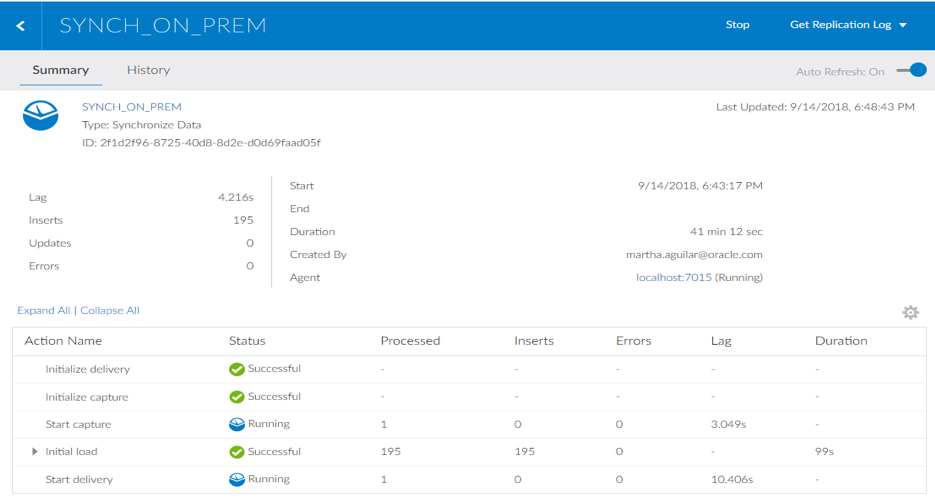 SYNCH_ON_PREM
Stop
Get Replication Log
Summary
History
Auto Refresh: On
SYNCH_ON_PREM
Type: Synchronize Data
ID: 2f1d2f96-8725-40d8-8d2e-d0d69faad05f
Last Updated: 9/14/2018, 6:48:43 PM
Lag 4.216s
Inserts 195
Updates 0
Errors 0
Start 9/14/2018, 6:43:17 PM
End
Duration 41 min 12 sec
Created By martha.aguilar@oracle.com
Agent localhost:7015 (Running)
Expand All | Collapse All
Action Name Status Processed Inserts Errors Lag Duration
Initialize delivery Successful - - - - -
Initialize capture Successful - - - - -
Start capture Running 1 0 0 3.049s -
Initial load Successful 195 195 0 - 99s
Start delivery Running 1 0 0 10.406s -